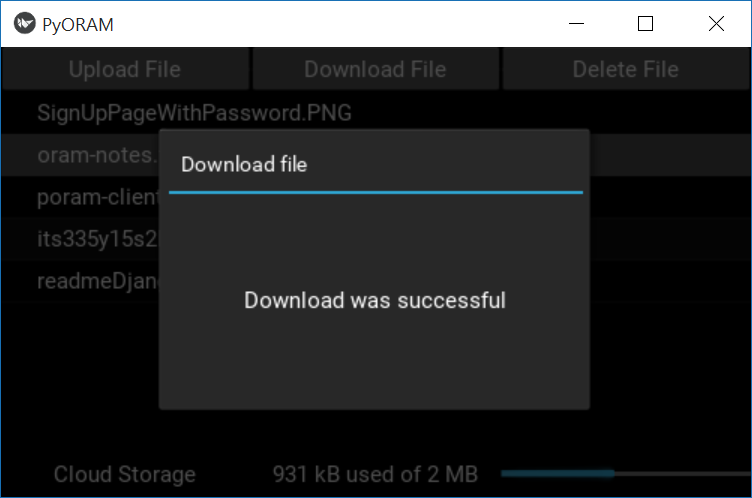 PyORAM
Upload File Download File Delete File
SignUpPageWithPassword.PNG
oram-notes.
Download file
poram-client
its335y15s2
readmeDjang
Download was successful
Cloud Storage 931 kB used of 2 MB